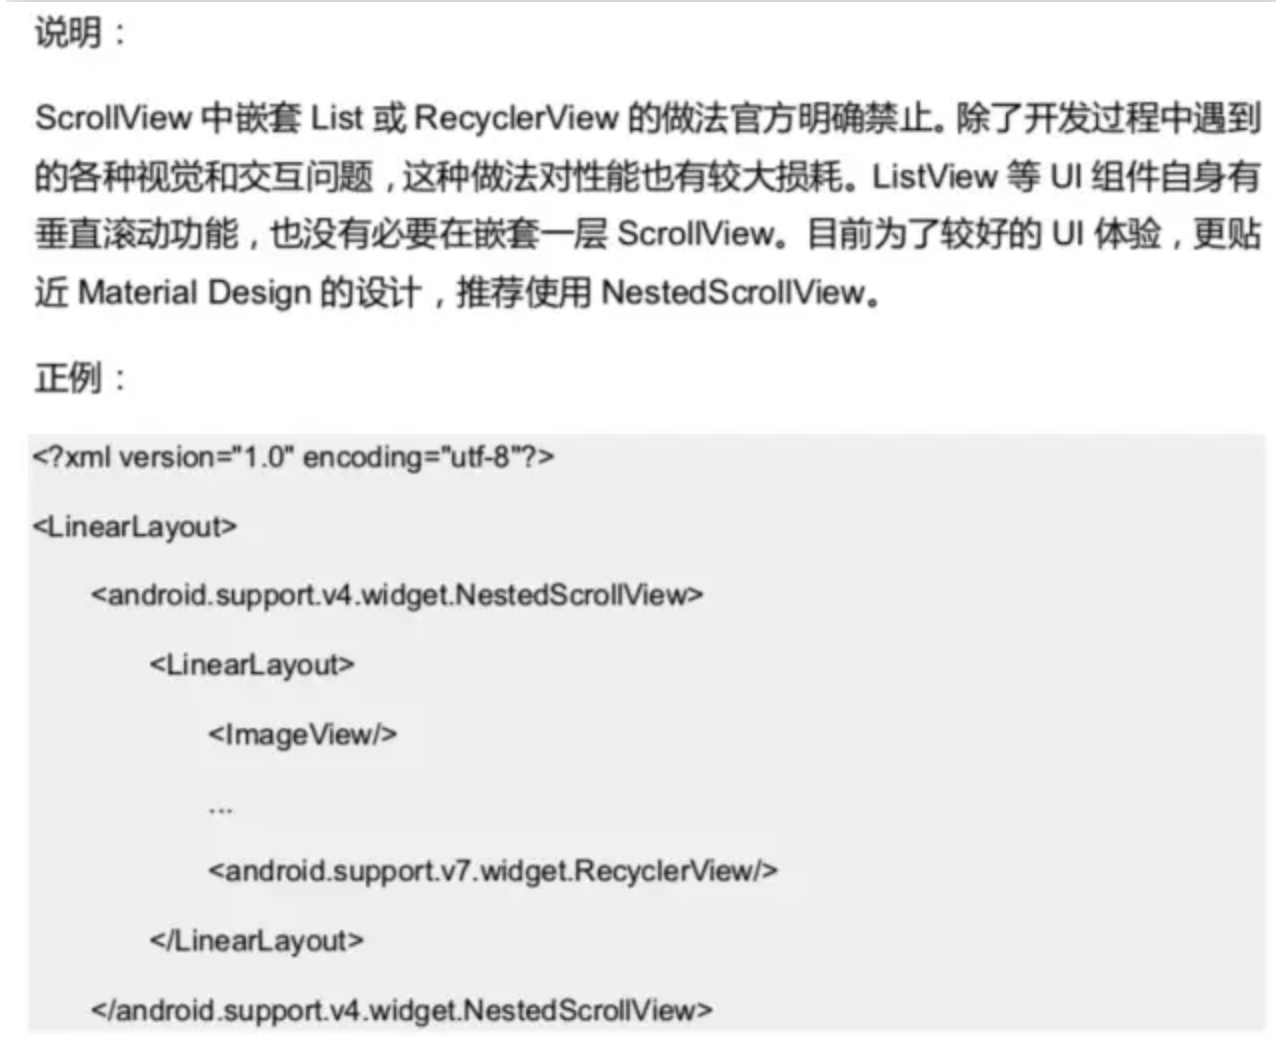 说明：
ScrollView 中嵌套 List 或 RecyclerView 的做法官方明确禁止。除了开发过程中遇到
的各种视觉和交互问题，这种做法对性能也有较大损耗。ListView 等 UI 组件自身有
垂直滚动功能，也没有必要在嵌套一层 ScrollView。目前为了较好的 UI 体验，更贴
近 Material Design 的设计，推荐使用 NestedScrollView。
正例：
<?xml version="1.0" encoding="utf-8"?>
<LinearLayout>
<android.support.v4.widget.NestedScrollView>
<LinearLayout>
<ImageView/>
...
<android.support.v7.widget.RecyclerView/>
</LinearLayout>
</android.support.v4.widget.NestedScrollView>